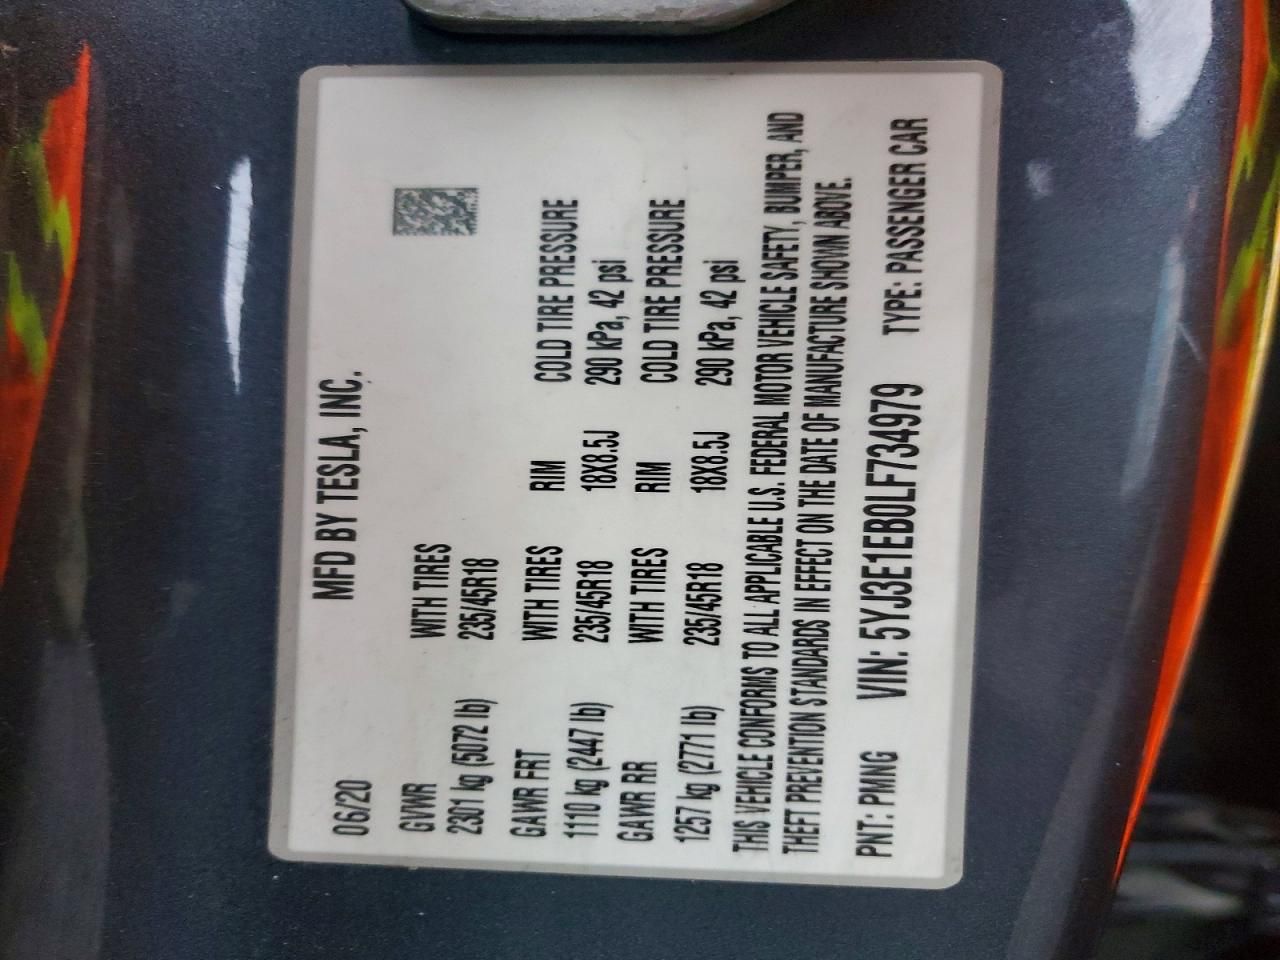 06/20 MFD BY TESLA, INC.
GVWR WITH TIRES
2301 kg (5072 lb) 235/45R18
GAWR FRT WITH TIRES RIM COLD TIRE PRESSURE
1110 kg (2447 lb) 235/45R18 18X8.5J 290 kPa, 42 psi
GAWR RR WITH TIRES RIM COLD TIRE PRESSURE
1257 kg (2771 lb) 235/45R18 18X8.5J 290 kPa, 42 psi
THIS VEHICLE CONFORMS TO ALL APPLICABLE U.S. FEDERAL MOTOR VEHICLE SAFETY, BUMPER, AND
THEFT PREVENTION STANDARDS IN EFFECT ON THE DATE OF MANUFACTURE SHOWN ABOVE.
PNT: PMNG VIN: 5YJ3E1EB0LF734979 TYPE: PASSENGER CAR